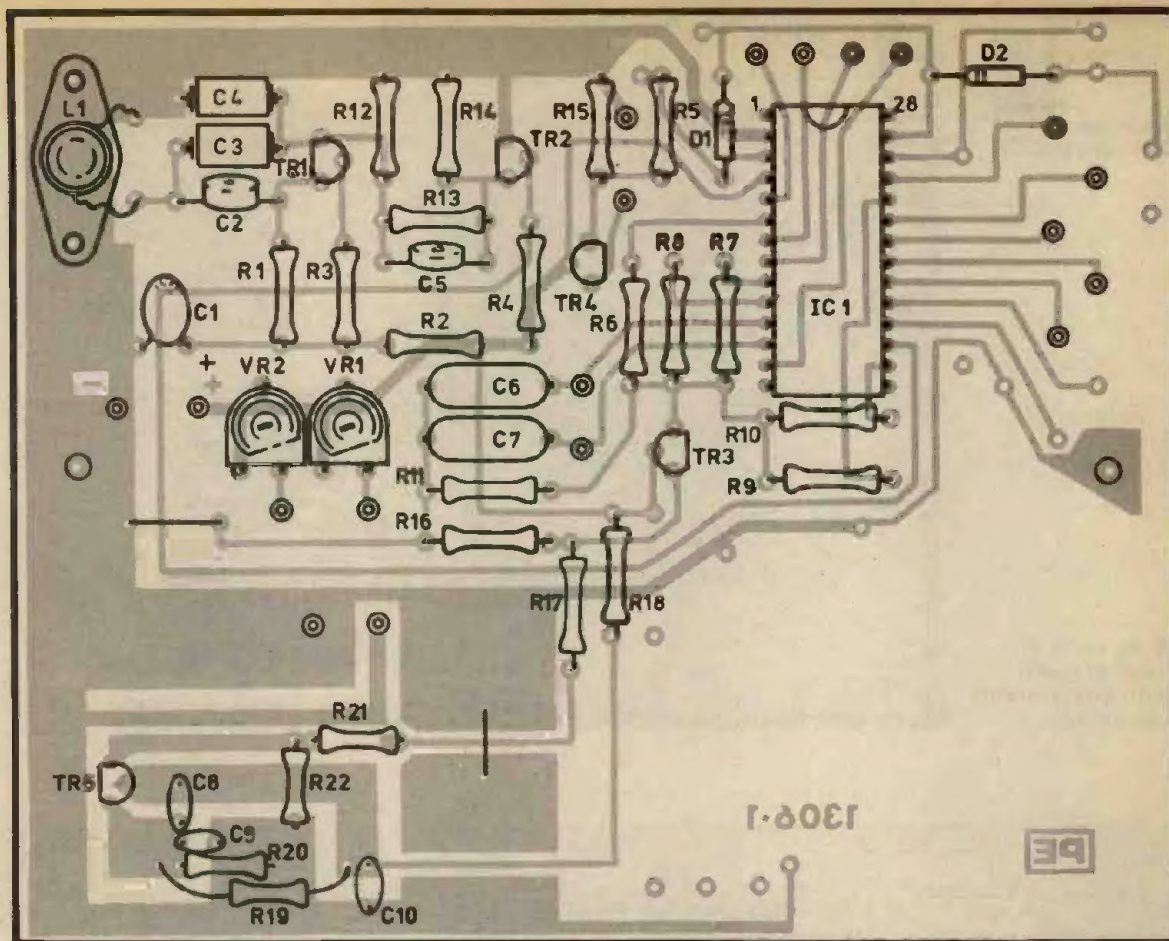 L1
C4
R12
R14
R15
R5
1
28
D2
D1
C3
TR1
TR2
C2
R13
R1
R3
C5
R4
TR4
R8
R7
C1
R6
IC1
R2
+
+
VR2
VR1
C6
C7
R10
TR3
R11
R9
R16
R17
R18
R21
TR5
C8
R22
C9
R20
R19
C10
1306·1
PE